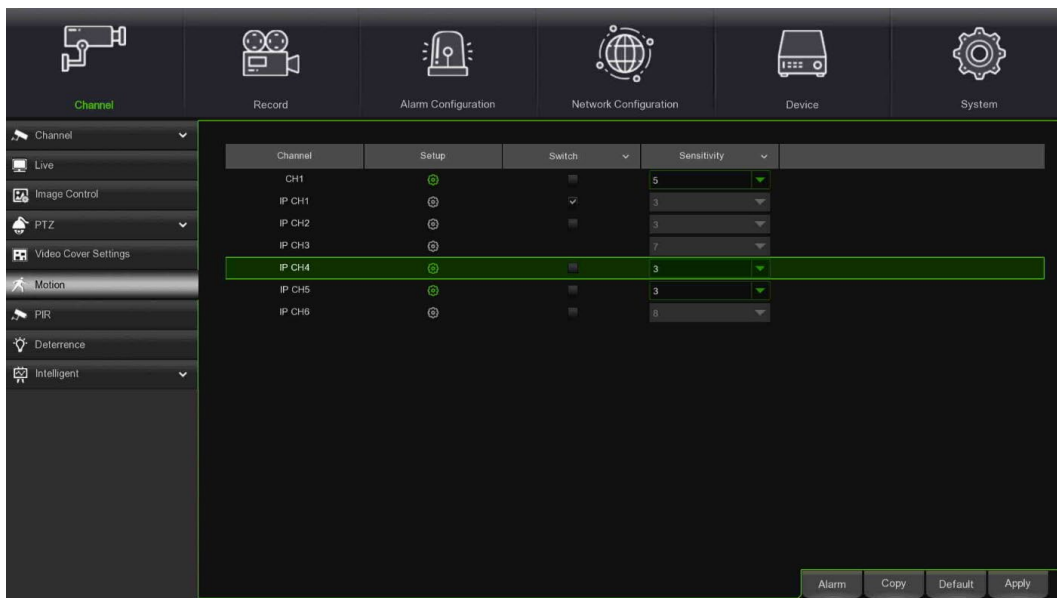 Channel Record Alarm Configuration Network Configuration Device System
Channel
Live
Image Control
PTZ
Video Cover Settings
Motion
PIR
Deterrence
Intelligent
Channel Setup Switch Sensitivity
CH1 5
IP CH1 3
IP CH2 3
IP CH3 7
IP CH4 3
IP CH5 3
IP CH6 8
Alarm Copy Default Apply